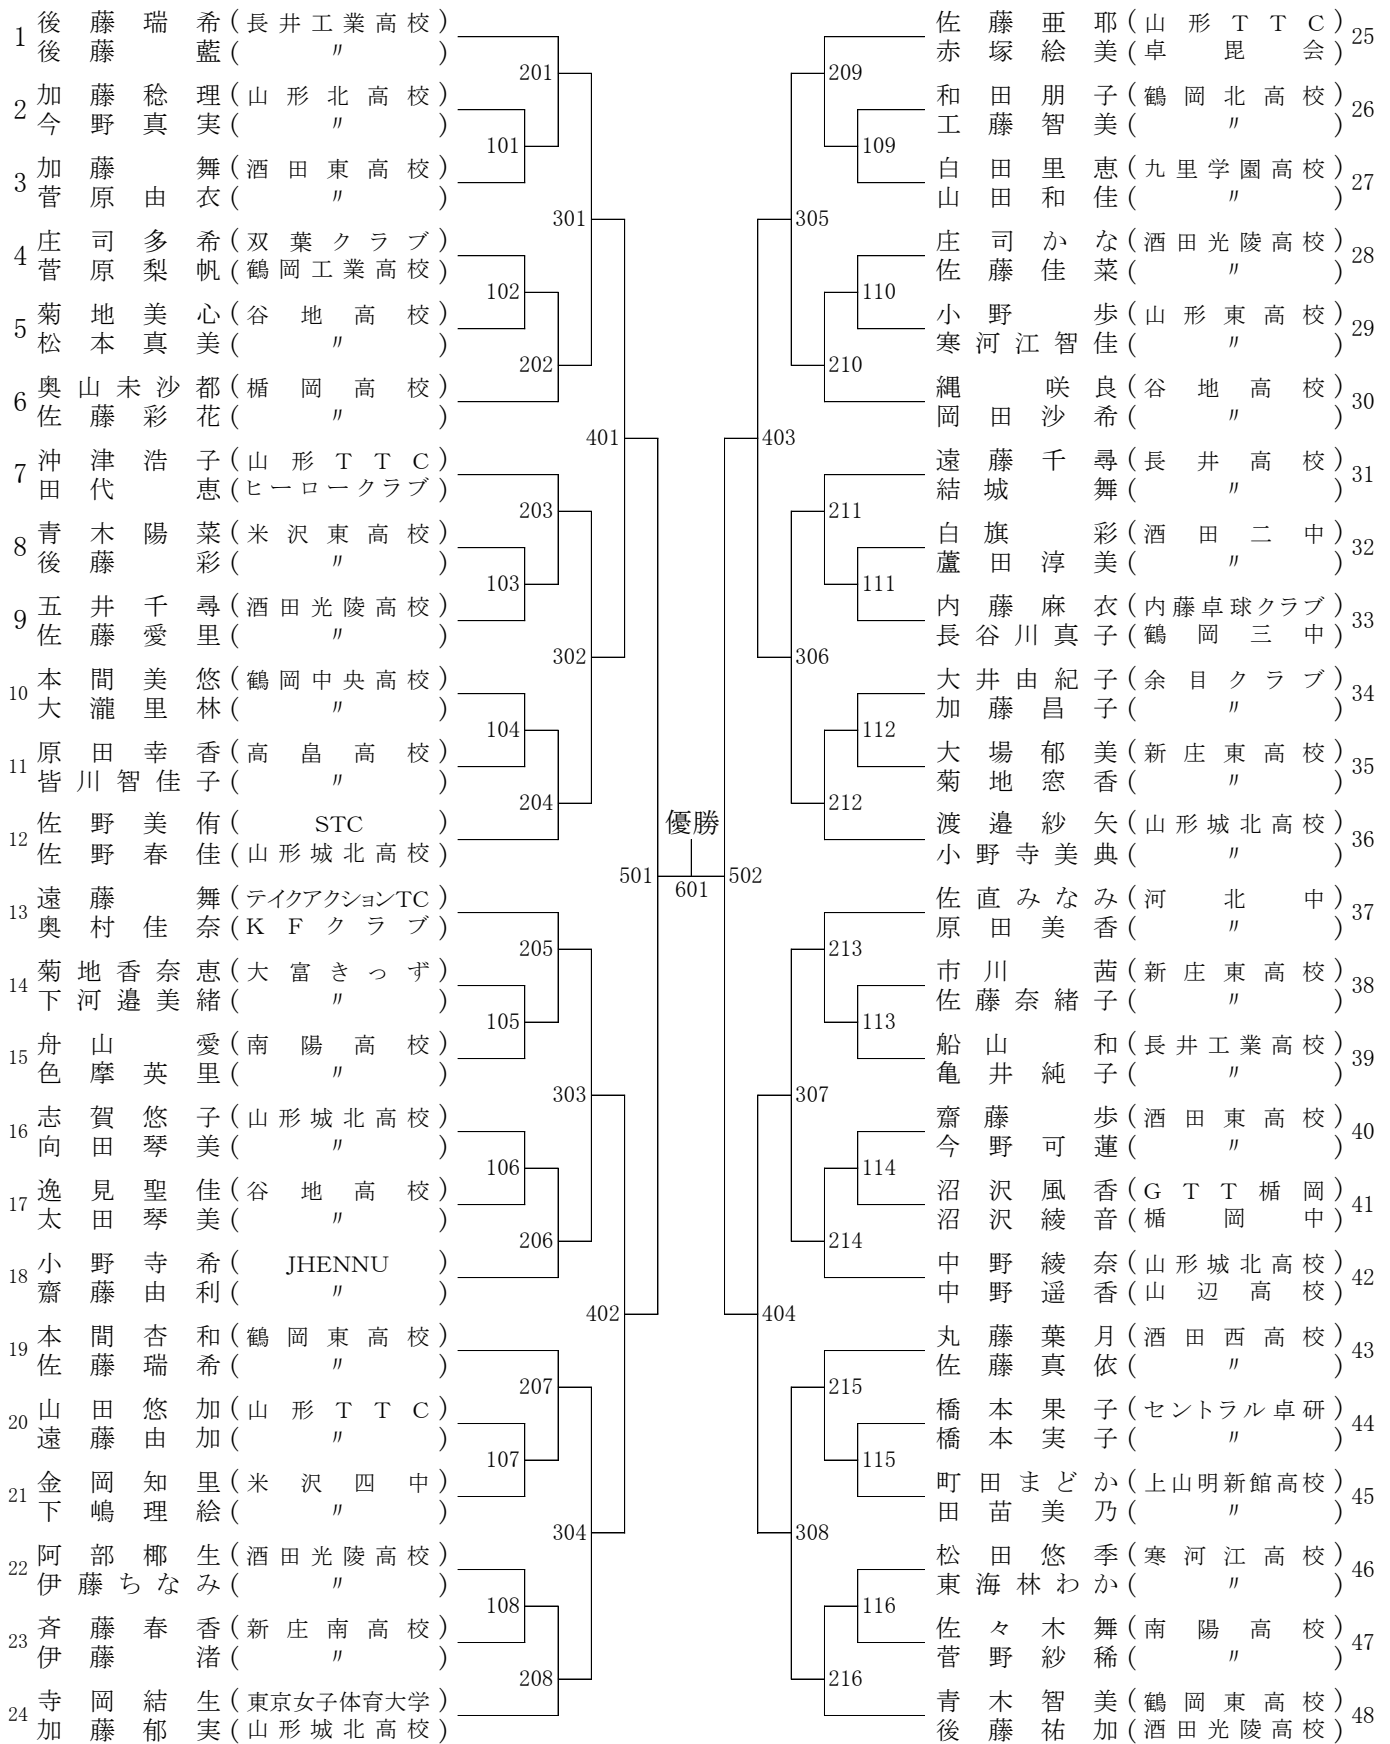 1 後藤瑞希(長井工業高校)
後藤藍(〃)
2 加藤稔理(山形北高校)
今野真実(〃)
3 加藤舞(酒田東高校)
菅原由衣(〃)
4 庄司多希(双葉クラブ)
菅原梨帆(鶴岡工業高校)
5 菊地美心(谷地高校)
松本真美(〃)
6 奥山未沙都(楯岡高校)
佐藤彩花(〃)
7 沖津浩子(山形TTC)
田代恵(ヒーロークラブ)
8 青木陽菜(米沢東高校)
後藤彩(〃)
9 五井千尋(酒田光陵高校)
佐藤愛里(〃)
10 本間美悠(鶴岡中央高校)
大瀧里林(〃)
11 原田幸香(高畠高校)
皆川智佳子(〃)
12 佐野美侑(STC)
佐野春佳(山形城北高校)
13 遠藤舞(テイクアクションTC)
奥村佳奈(KFクラブ)
14 菊地香奈恵(大富きっず)
下河邉美緒(〃)
15 舟山愛(南陽高校)
色摩英里(〃)
16 志賀悠子(山形城北高校)
向田琴美(〃)
17 逸見聖佳(谷地高校)
太田琴美(〃)
18 小野寺希(JHENNU)
齋藤由利(〃)
19 本間杏和(鶴岡東高校)
佐藤瑞希(〃)
20 山田悠加(山形TTC)
遠藤由加(〃)
21 金岡知里(米沢四中)
下嶋理絵(〃)
22 阿部椰生(酒田光陵高校)
伊藤ちなみ(〃)
23 斉藤春香(新庄南高校)
伊藤渚(〃)
24 寺岡結生(東京女子体育大学)
加藤郁実(山形城北高校)
201
101
301
102
202
401
203
103
302
104
204
501
205
105
303
106
206
402
207
107
304
108
208
優勝
601
502
209
109
305
110
210
403
211
111
306
112
212
213
113
307
114
214
404
215
115
308
116
216
佐藤亜耶(山形TTC) 25
赤塚絵美(卓毘会)
和田朋子(鶴岡北高校) 26
工藤智美(〃)
白田里恵(九里学園高校) 27
山田和佳(〃)
庄司かな(酒田光陵高校) 28
佐藤佳菜(〃)
小野歩(山形東高校) 29
寒河江智佳(〃)
縄咲良(谷地高校) 30
岡田沙希(〃)
遠藤千尋(長井高校) 31
結城舞(〃)
白旗彩(酒田二中) 32
蘆田淳美(〃)
内藤麻衣(内藤卓球クラブ) 33
長谷川真子(鶴岡三中)
大井由紀子(余目クラブ) 34
加藤昌子(〃)
大場郁美(新庄東高校) 35
菊地窓香(〃)
渡邉紗矢(山形城北高校) 36
小野寺美典(〃)
佐直みなみ(河北中) 37
原田美香(〃)
市川茜(新庄東高校) 38
佐藤奈緒子(〃)
船山和(長井工業高校) 39
亀井純子(〃)
齋藤歩(酒田東高校) 40
今野可蓮(〃)
沼沢風香(GTT楯岡) 41
沼沢綾音(楯岡中)
中野綾奈(山形城北高校) 42
中野遥香(山辺高校)
丸藤葉月(酒田西高校) 43
佐藤真依(〃)
橋本果子(セントラル卓研) 44
橋本実子(〃)
町田まどか(上山明新館高校) 45
田苗美乃(〃)
松田悠季(寒河江高校) 46
東海林わか(〃)
佐々木舞(南陽高校) 47
菅野紗稀(〃)
青木智美(鶴岡東高校) 48
後藤祐加(酒田光陵高校)